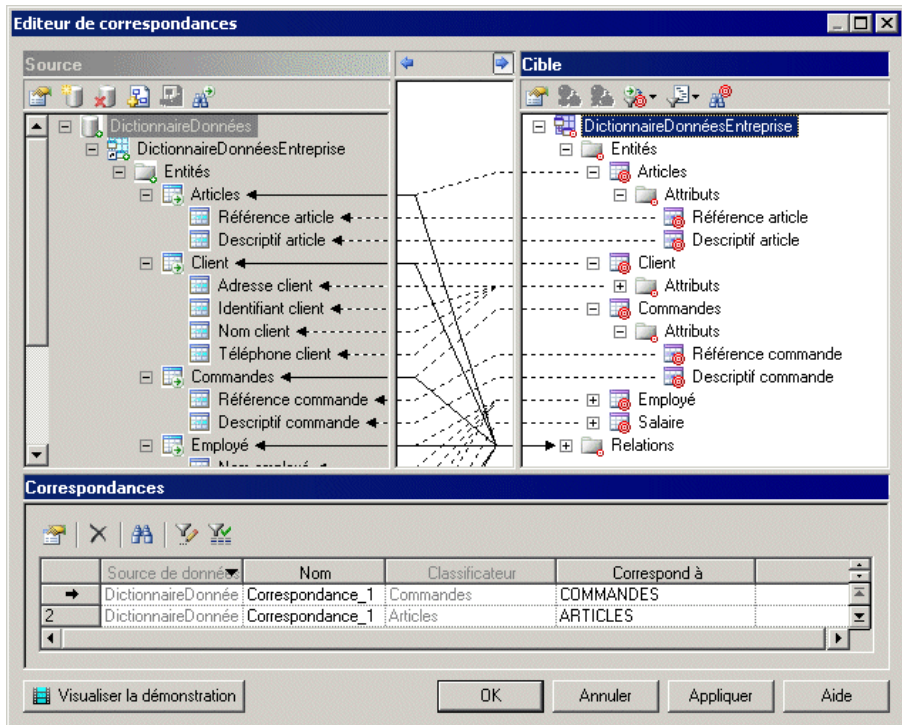 Editeur de correspondances
Source
Cible
DictionnaireDonnées
DictionnaireDonnéesEntreprise
Entités
Articles
Référence article
Descriptif article
Client
Adresse client
Identifiant client
Nom client
Téléphone client
Commandes
Référence commande
Descriptif commande
Employé
Nom employé
DictionnaireDonnéesEntreprise
Entités
Articles
Attributs
Référence article
Descriptif article
Client
Attributs
Commandes
Attributs
Référence commande
Descriptif commande
Employé
Salaire
Relations
Correspondances
Source de données Nom Classificateur Correspond à
DictionnaireDonnée Correspondance_1 Commandes COMMANDES
2 DictionnaireDonnée Correspondance_1 Articles ARTICLES
Visualiser la démonstration OK Annuler Appliquer Aide